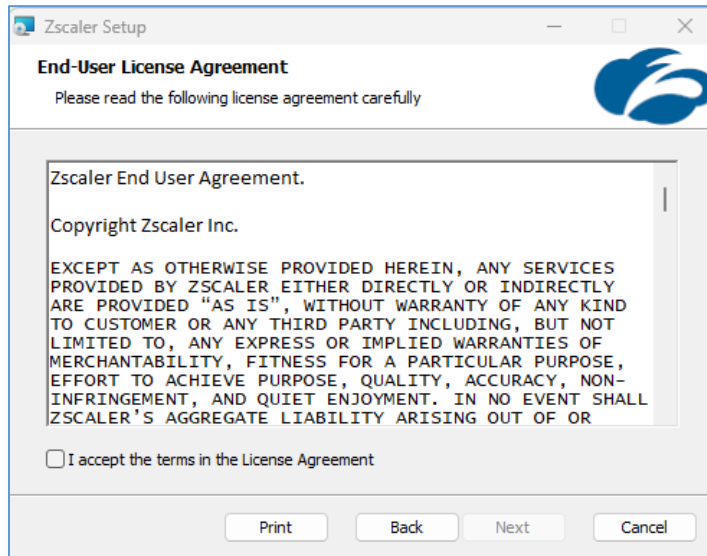 Zscaler Setup
End-User License Agreement
Please read the following license agreement carefully
Zscaler End User Agreement.
Copyright Zscaler Inc.
EXCEPT AS OTHERWISE PROVIDED HEREIN, ANY SERVICES
PROVIDED BY ZSCALER EITHER DIRECTLY OR INDIRECTLY
ARE PROVIDED “AS IS”, WITHOUT WARRANTY OF ANY KIND
TO CUSTOMER OR ANY THIRD PARTY INCLUDING, BUT NOT
LIMITED TO, ANY EXPRESS OR IMPLIED WARRANTIES OF
MERCHANTABILITY, FITNESS FOR A PARTICULAR PURPOSE,
EFFORT TO ACHIEVE PURPOSE, QUALITY, ACCURACY, NON-
INFRINGEMENT, AND QUIET ENJOYMENT. IN NO EVENT SHALL
ZSCALER’S AGGREGATE LIABILITY ARISING OUT OF OR
I accept the terms in the License Agreement
Print Back Next Cancel